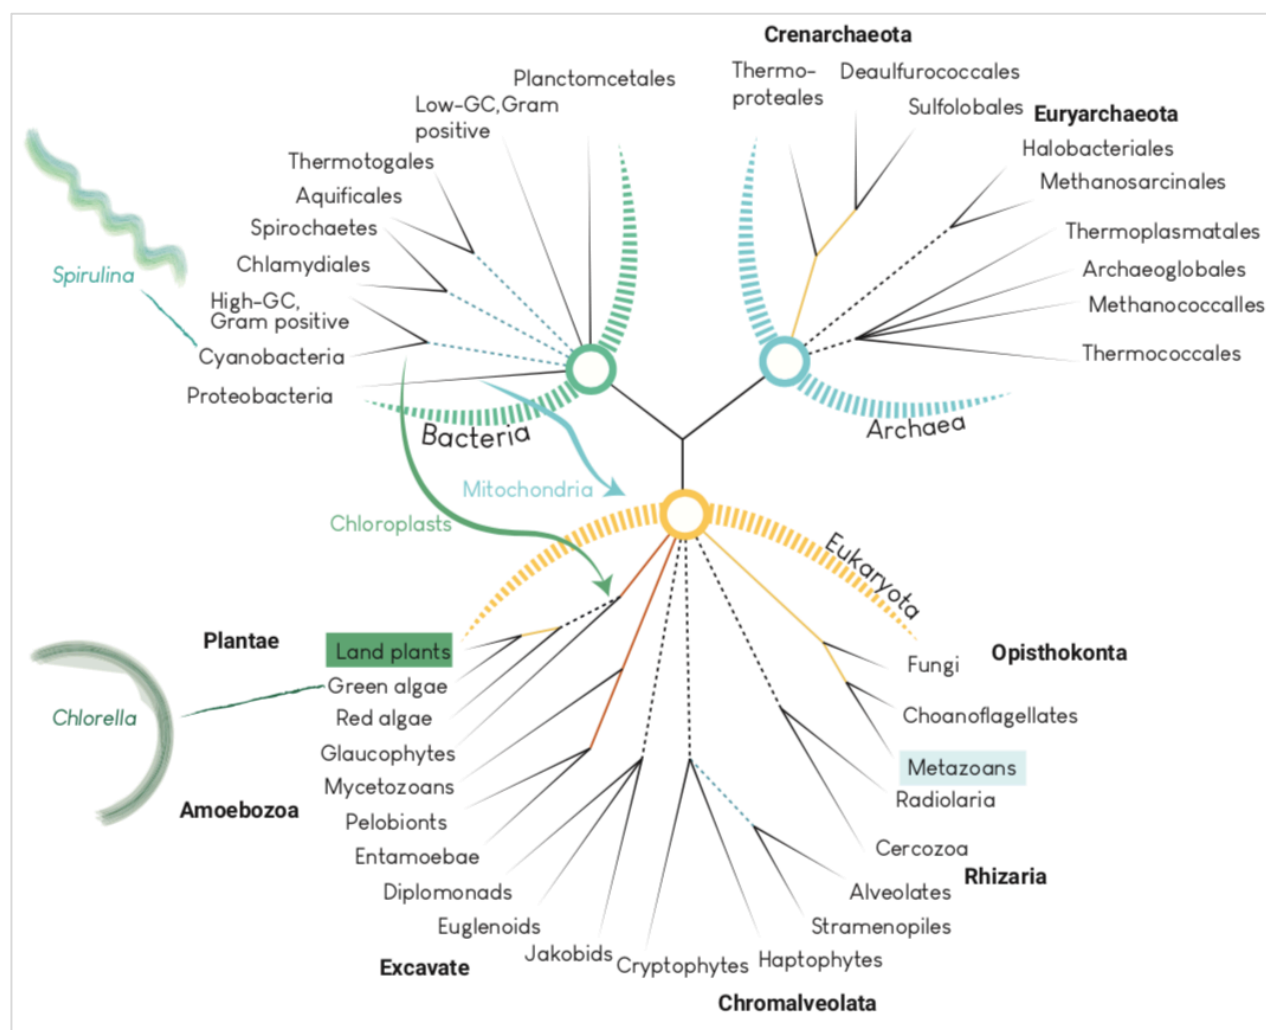 Crenarchaeota
Thermo-
proteales
Deaulfurococcales
Sulfolobales
Euryarchaeota
Halobacteriales
Methanosarcinales
Thermoplasmatales
Archaeoglobales
Methanococcalles
Thermococcales
Archaea
Planctomcetales
Low-GC,Gram
positive
Thermotogales
Aquificales
Spirochaetes
Chlamydiales
High-GC,
Gram positive
Cyanobacteria
Proteobacteria
Spirulina
Bacteria
Mitochondria
Chloroplasts
Eukaryota
Plantae
Land plants
Green algae
Chlorella
Red algae
Glaucophytes
Mycetozoans
Amoebozoa
Pelobionts
Entamoebae
Diplomonads
Euglenoids
Jakobids
Excavate
Cryptophytes
Haptophytes
Chromalveolata
Stramenopiles
Alveolates
Rhizaria
Cercozoa
Radiolaria
Metazoans
Choanoflagellates
Fungi
Opisthokonta